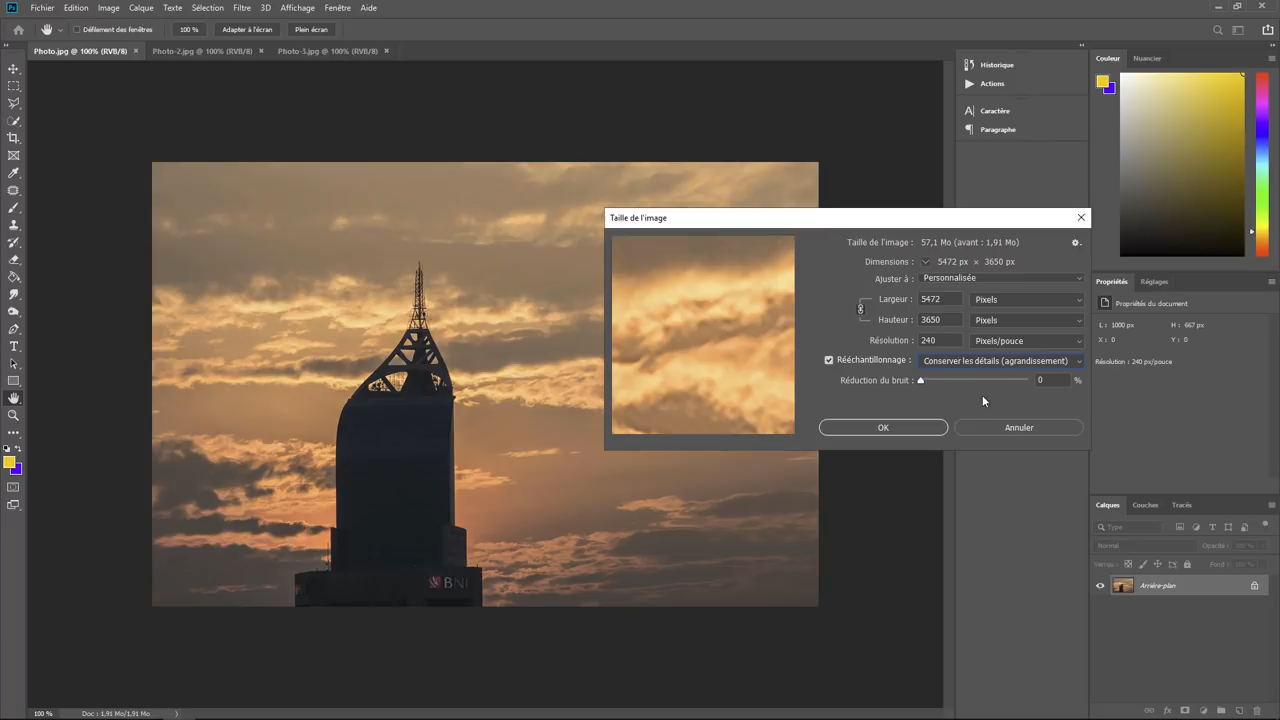 Ps Fichier Edition Image Calque Texte Sélection Filtre 3D Affichage Fenêtre Aide
Défilement des fenêtres 100 % Adapter à l'écran Plein écran
Photo.jpg @ 100% (RVB/8) × Photo-2.jpg @ 100% (RVB/8) × Photo-3.jpg @ 100% (RVB/8) ×
Historique
Actions
Caractère
Paragraphe
Couleur Nuancier
Taille de l'image
Taille de l'image : 57,1 Mo (avant : 1,91 Mo)
Dimensions : 5472 px × 3650 px
Ajuster à : Personnalisée
Largeur : 5472 Pixels
Hauteur : 3650 Pixels
Résolution : 240 Pixels/pouce
Rééchantillonnage : Conserver les détails (agrandissement)
Réduction du bruit : 0 %
OK Annuler
Propriétés Réglages
Propriétés du document
L : 1000 px H : 667 px
X : 0 Y : 0
Résolution : 240 px/pouce
Calques Couches Tracés
Type
Normal Opacité : 100 %
Verrou : Fond : 100 %
Arrière-plan
BNI
100 % Doc : 1,91 Mo/1,91 Mo